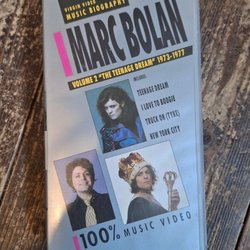 VIRGIN VIDEO
MUSIC BIOGRAPHY
MARC BOLAN
VOLUME 2 "THE TEENAGE DREAM" 1973-1977
INCLUDES
TEENAGE DREAM
I LOVE TO BOOGIE
TRUCK ON (TYKE)
NEW YORK CITY
100% MUSIC VIDEO